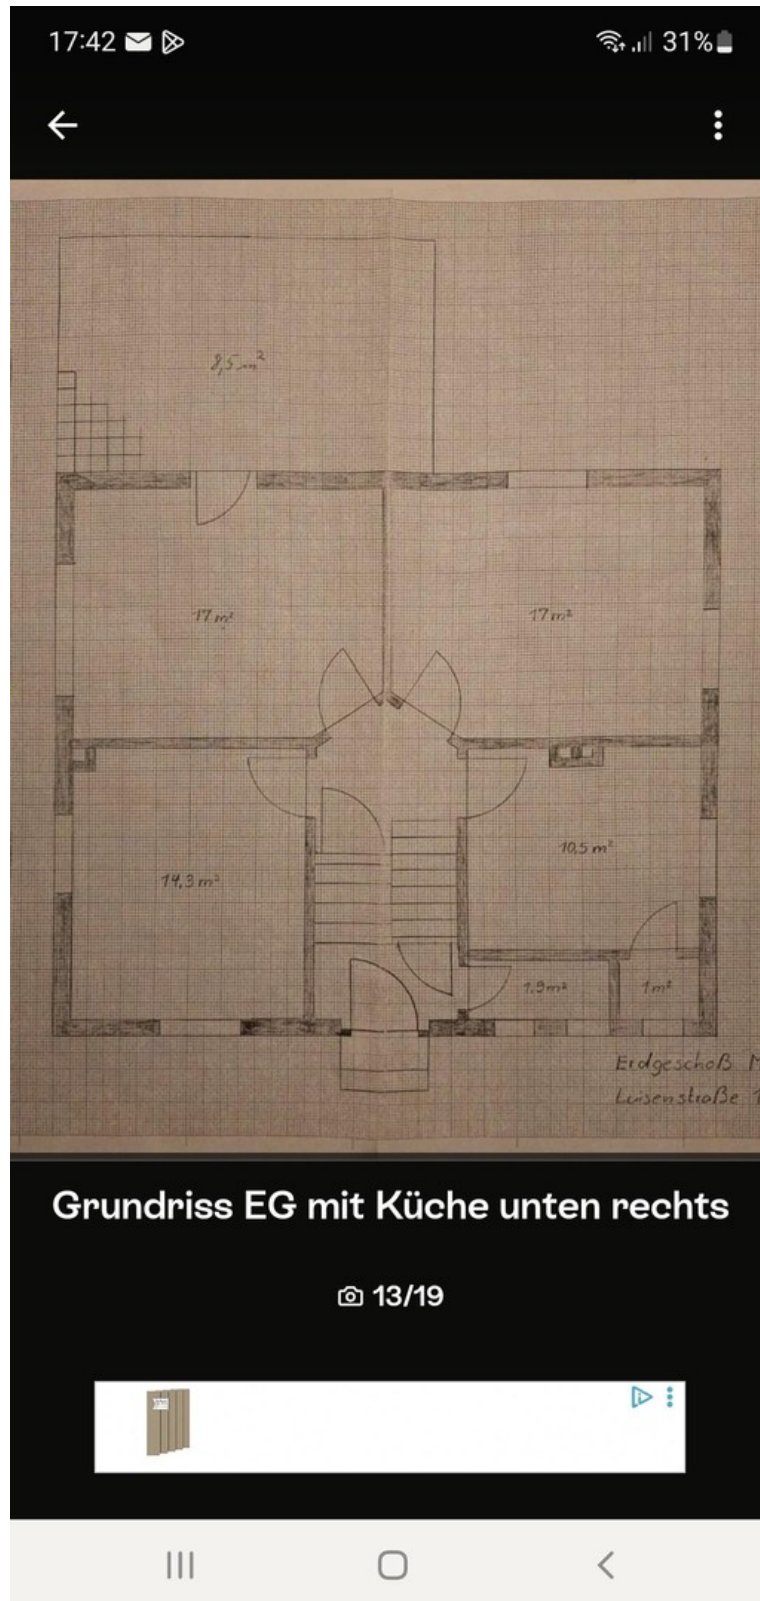 17:42
31%
8,5 m²
17 m²
17 m²
14,3 m²
10,5 m²
1,9 m²
1 m²
Erdgeschoß M
Luisenstraße 1
Grundriss EG mit Küche unten rechts
13/19